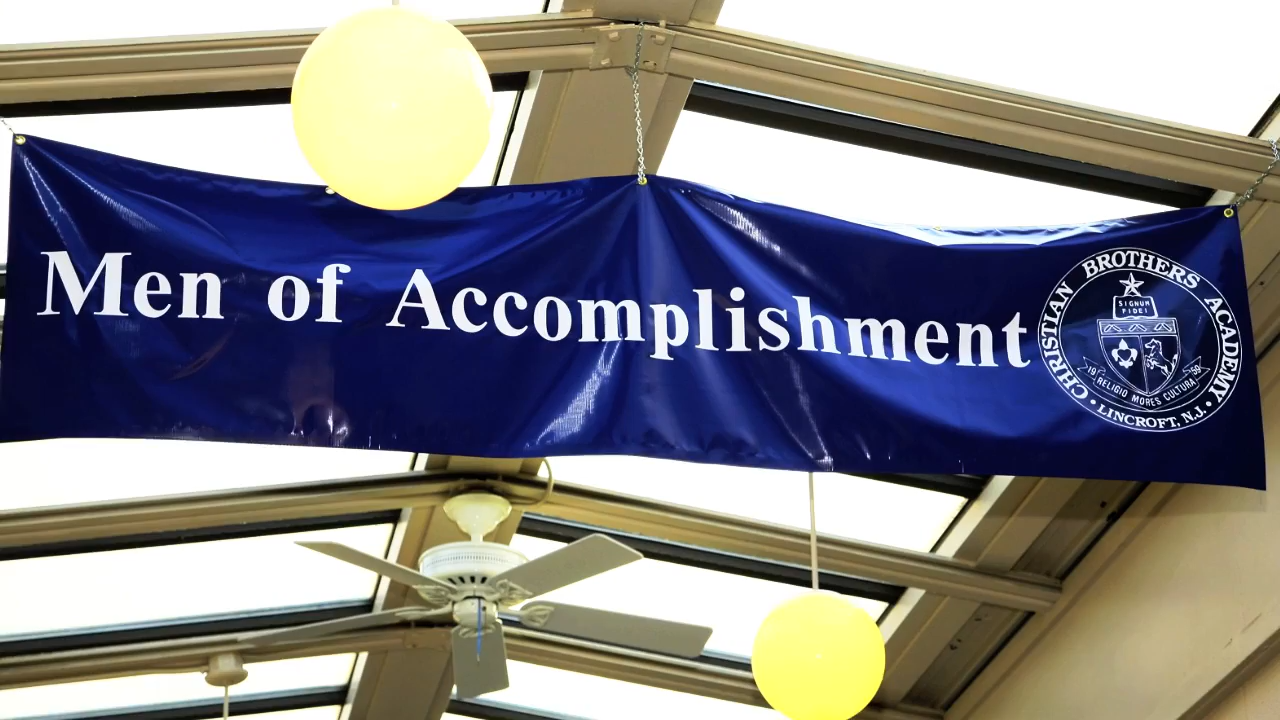 Men of Accomplishment
CHRISTIAN BROTHERS ACADEMY
SIGNUM
FIDEI
19 RELIGIO MORES CULTURA 59
• LINCROFT, N.J. •